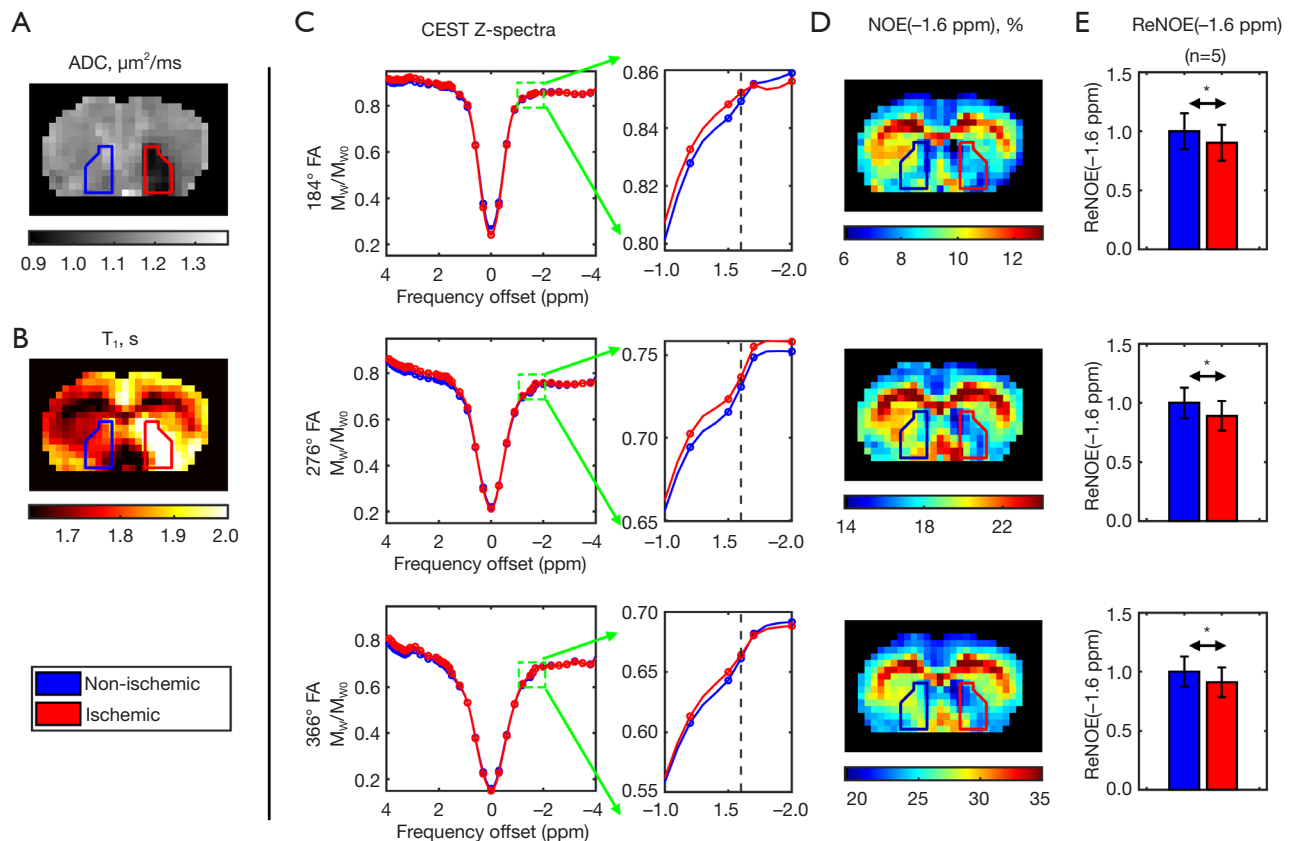 A
ADC, µm²/ms
0.9 1.0 1.1 1.2 1.3
B
T₁, s
1.7 1.8 1.9 2.0
Non-ischemic
Ischemic
C
CEST Z-spectra
184° FA
M_W/M_W0
0.8
0.6
0.4
0.2
4 2 0 −2 −4
Frequency offset (ppm)
0.86
0.84
0.82
0.80
−1.0 1.5 −2.0
276° FA
M_W/M_W0
0.8
0.6
0.4
0.2
4 2 0 −2 −4
Frequency offset (ppm)
0.75
0.70
0.65
−1.0 1.5 −2.0
366° FA
M_W/M_W0
0.8
0.6
0.4
0.2
4 2 0 −2 −4
Frequency offset (ppm)
0.70
0.65
0.60
0.55
−1.0 1.5 −2.0
D
NOE(−1.6 ppm), %
6 8 10 12
14 18 22
20 25 30 35
E
ReNOE(−1.6 ppm)
(n=5)
ReNOE(−1.6 ppm)
1.5
1.0
0.5
0.0
*
ReNOE(−1.6 ppm)
1.5
1.0
0.5
0.0
*
ReNOE(−1.6 ppm)
1.5
1.0
0.5
0.0
*